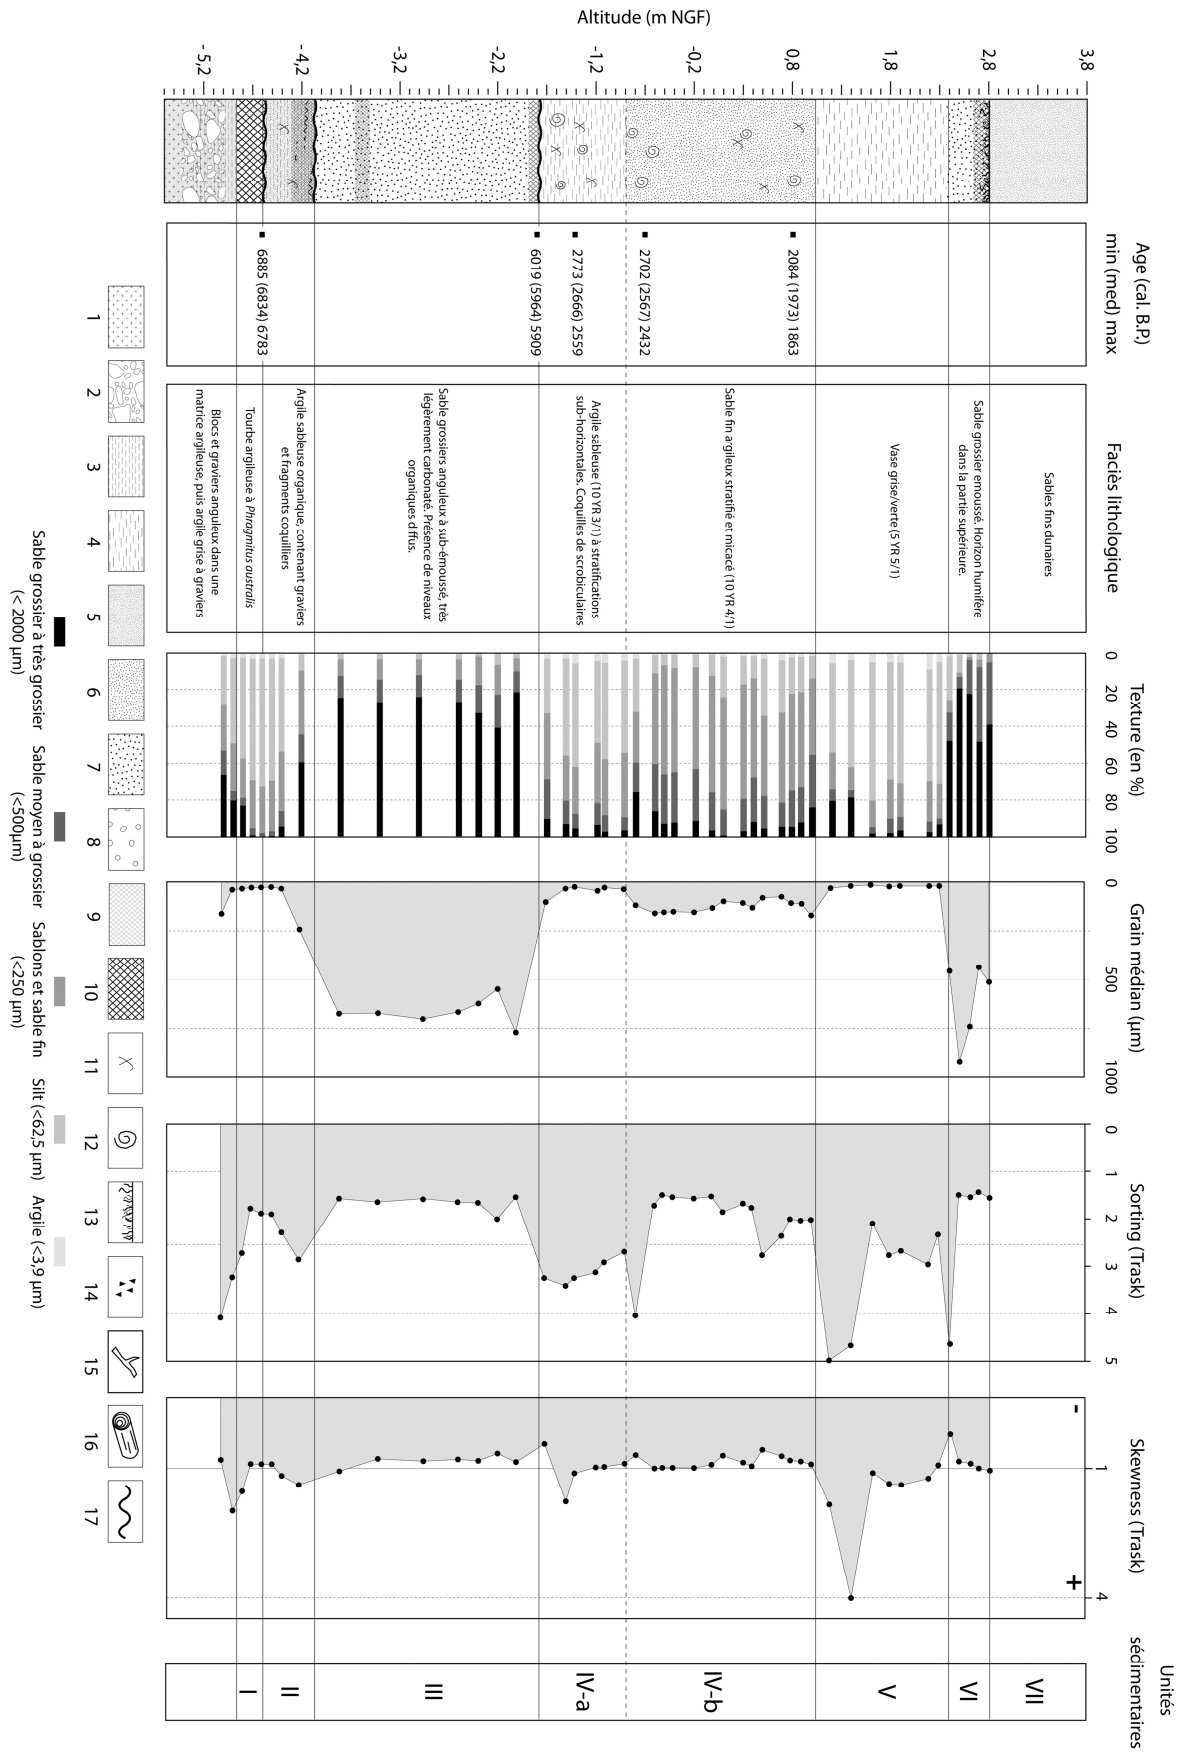 Altitude (m NGF)
3,8
2,8
1,8
0,8
-0,2
-1,2
-2,2
-3,2
-4,2
-5,2
Age (cal. B.P.)
min (med) max
2084 (1973) 1863
2702 (2567) 2432
2773 (2666) 2559
6019 (5964) 5909
6885 (6834) 6783
Faciès lithologique
Sables fins dunaires
Sable grossier emoussé. Horizon humifère
dans la partie supérieure.
Vase grise/verte (5 YR 5/1)
Sable fin argileux stratifié et micacé (10 YR 4/1)
Argile sableuse (10 YR 3/1) à stratifications
sub-horizontales. Coquilles de scrobiculaires
Sable grossiers anguleux à sub-émoussé, très
légèrement carbonaté. Présence de niveaux
organiques diffus.
Argile sableuse organique, contenant graviers
et fragments coquilliers
Tourbe argileuse à Phragmitus australis
Blocs et graviers anguleux dans une
matrice argileuse, puis argile grise à graviers
Texture (en %)
0
20
40
60
80
100
Grain médian (µm)
0
500
1000
Sorting (Trask)
0
1
2
3
4
5
Skewness (Trask)
-
1
+
4
Unités
sédimentaires
VII
VI
V
IV-b
IV-a
III
II
I
1
2
3
4
5
6
7
8
9
10
11
12
13
14
15
16
17
Sable grossier à très grossier
(< 2000 µm)
Sable moyen à grossier
(<500µm)
Sablons et sable fin
(<250 µm)
Silt (<62,5 µm)
Argile (<3,9 µm)